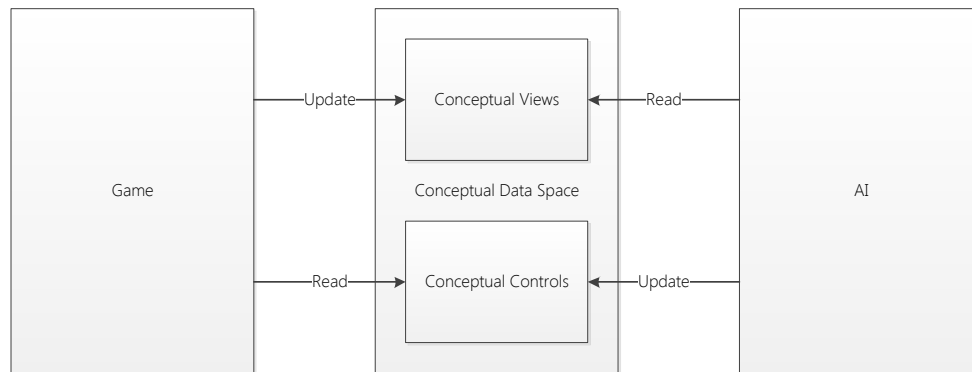 Conceptual Views
Update
Read
Game
Conceptual Data Space
AI
Conceptual Controls
Read
Update